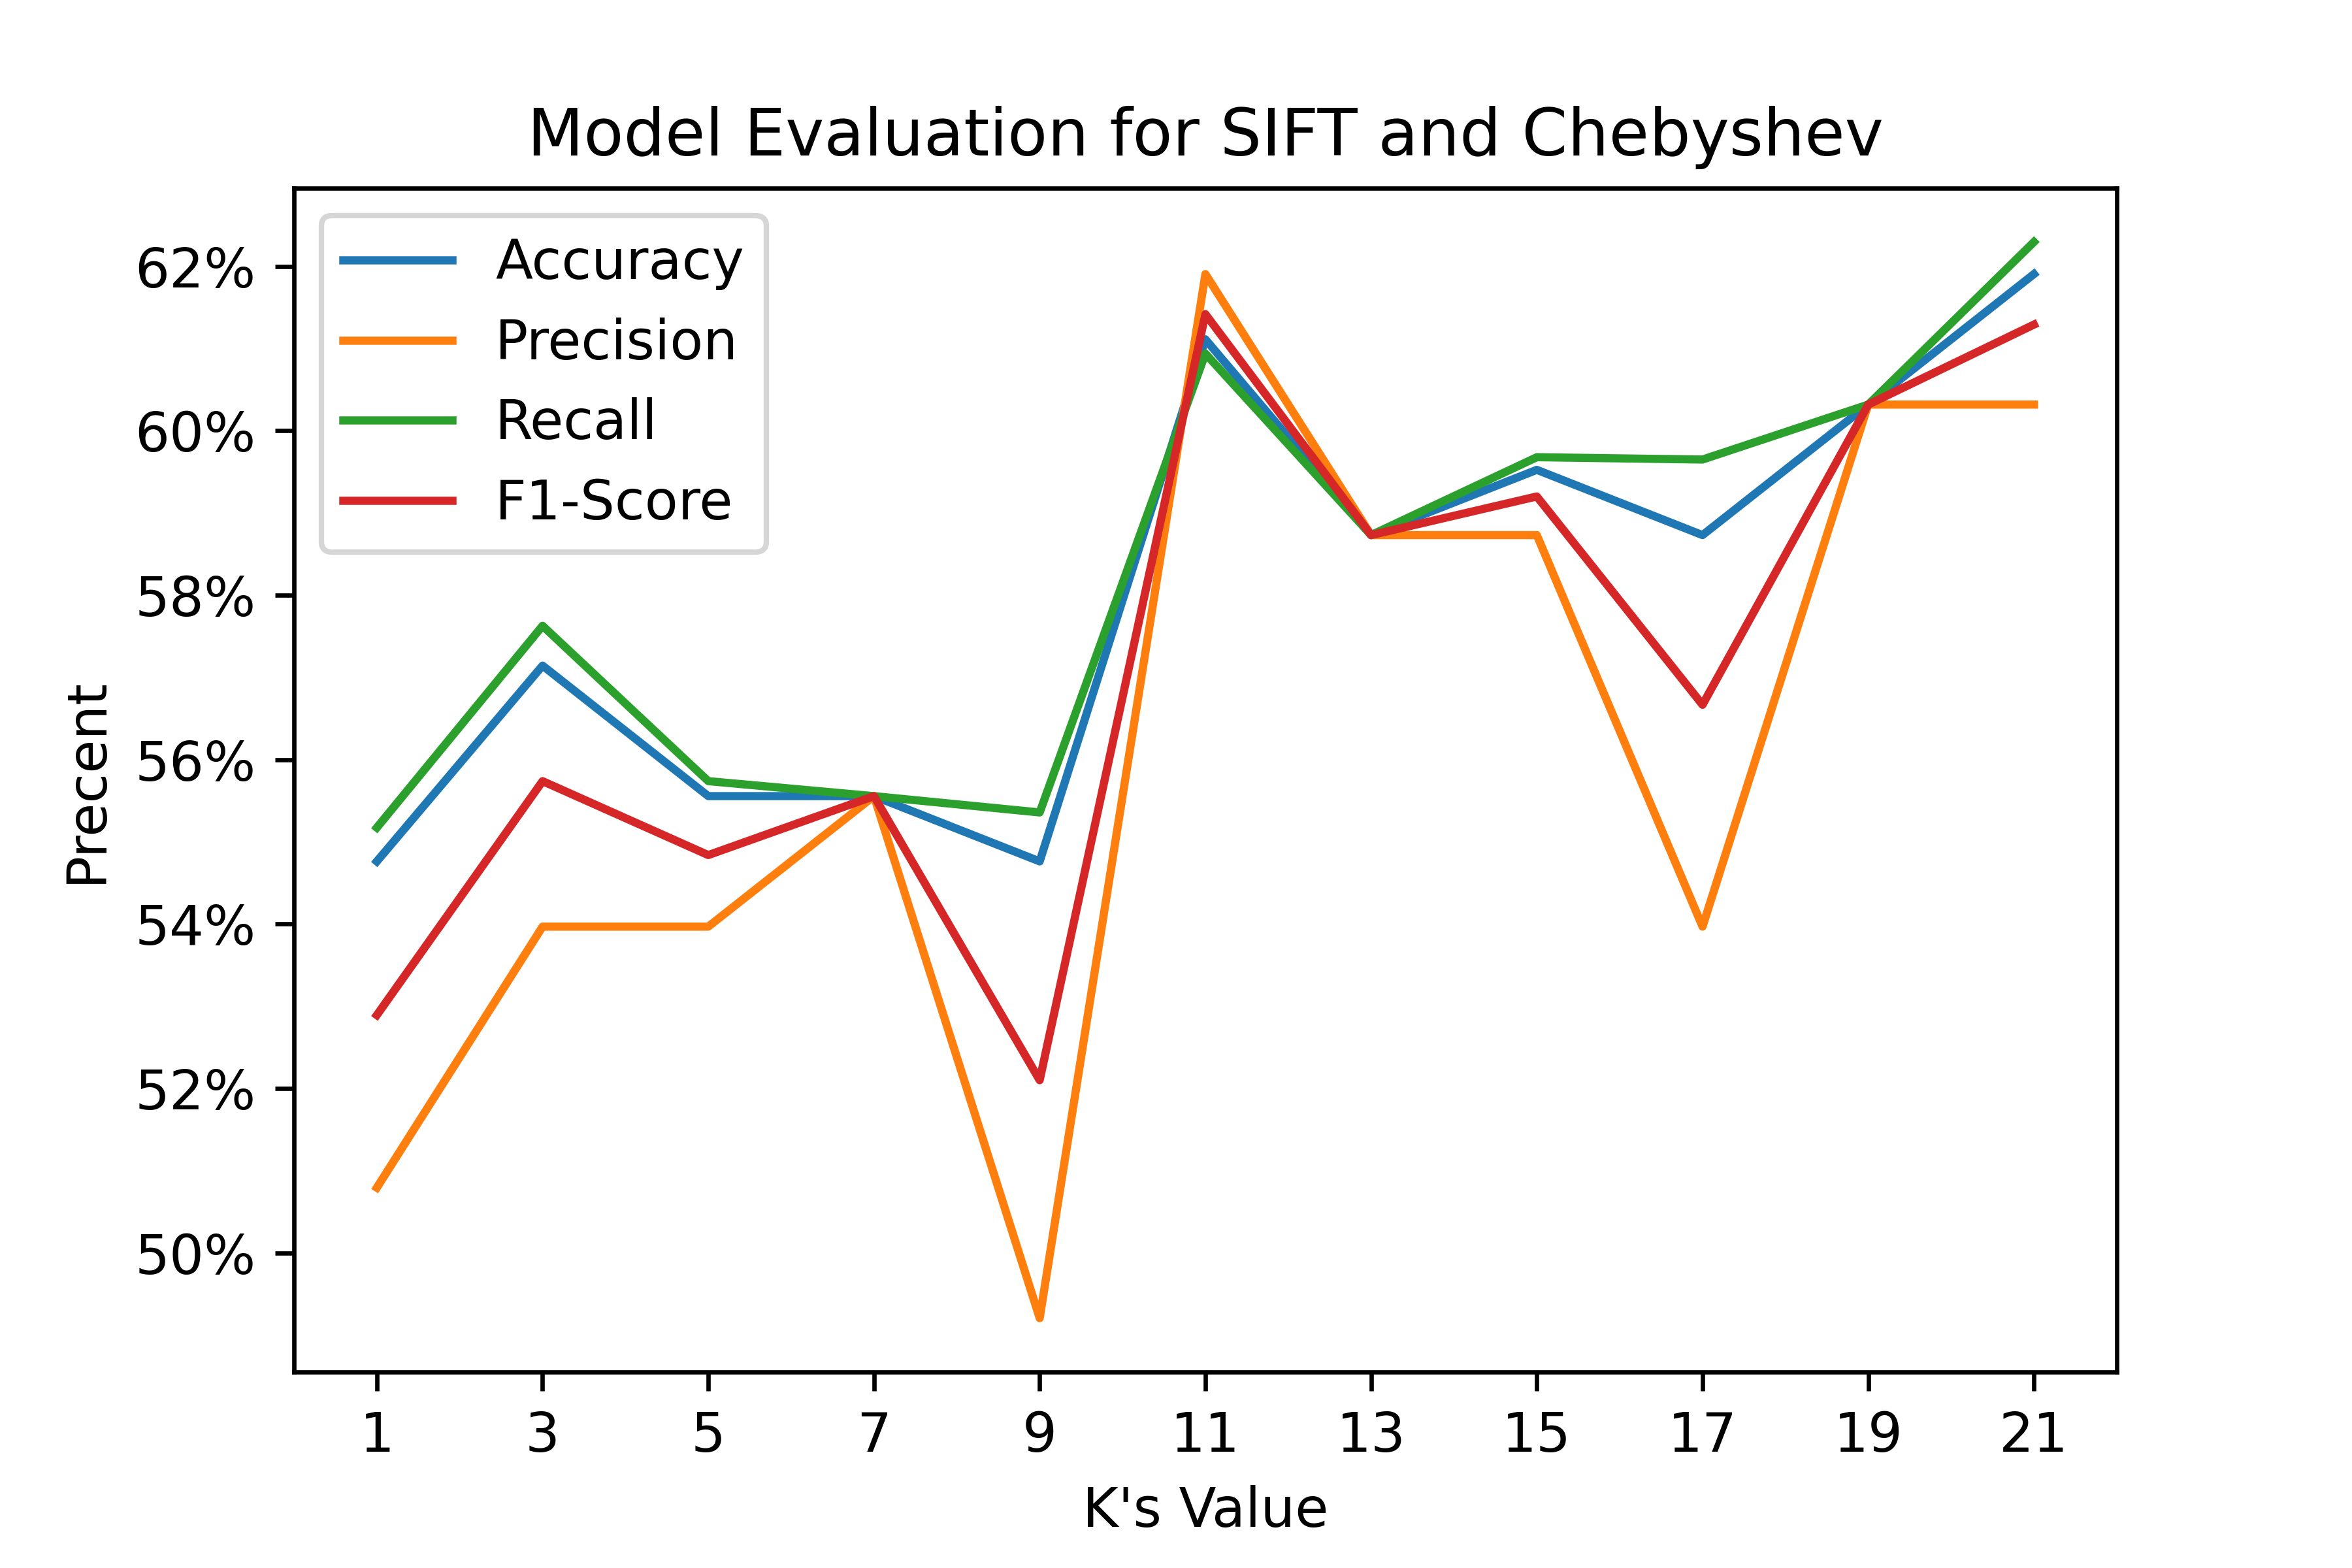 Model Evaluation for SIFT and Chebyshev
Accuracy
Precision
Recall
F1-Score
62%
60%
58%
56%
54%
52%
50%
Precent
1 3 5 7 9 11 13 15 17 19 21
K's Value